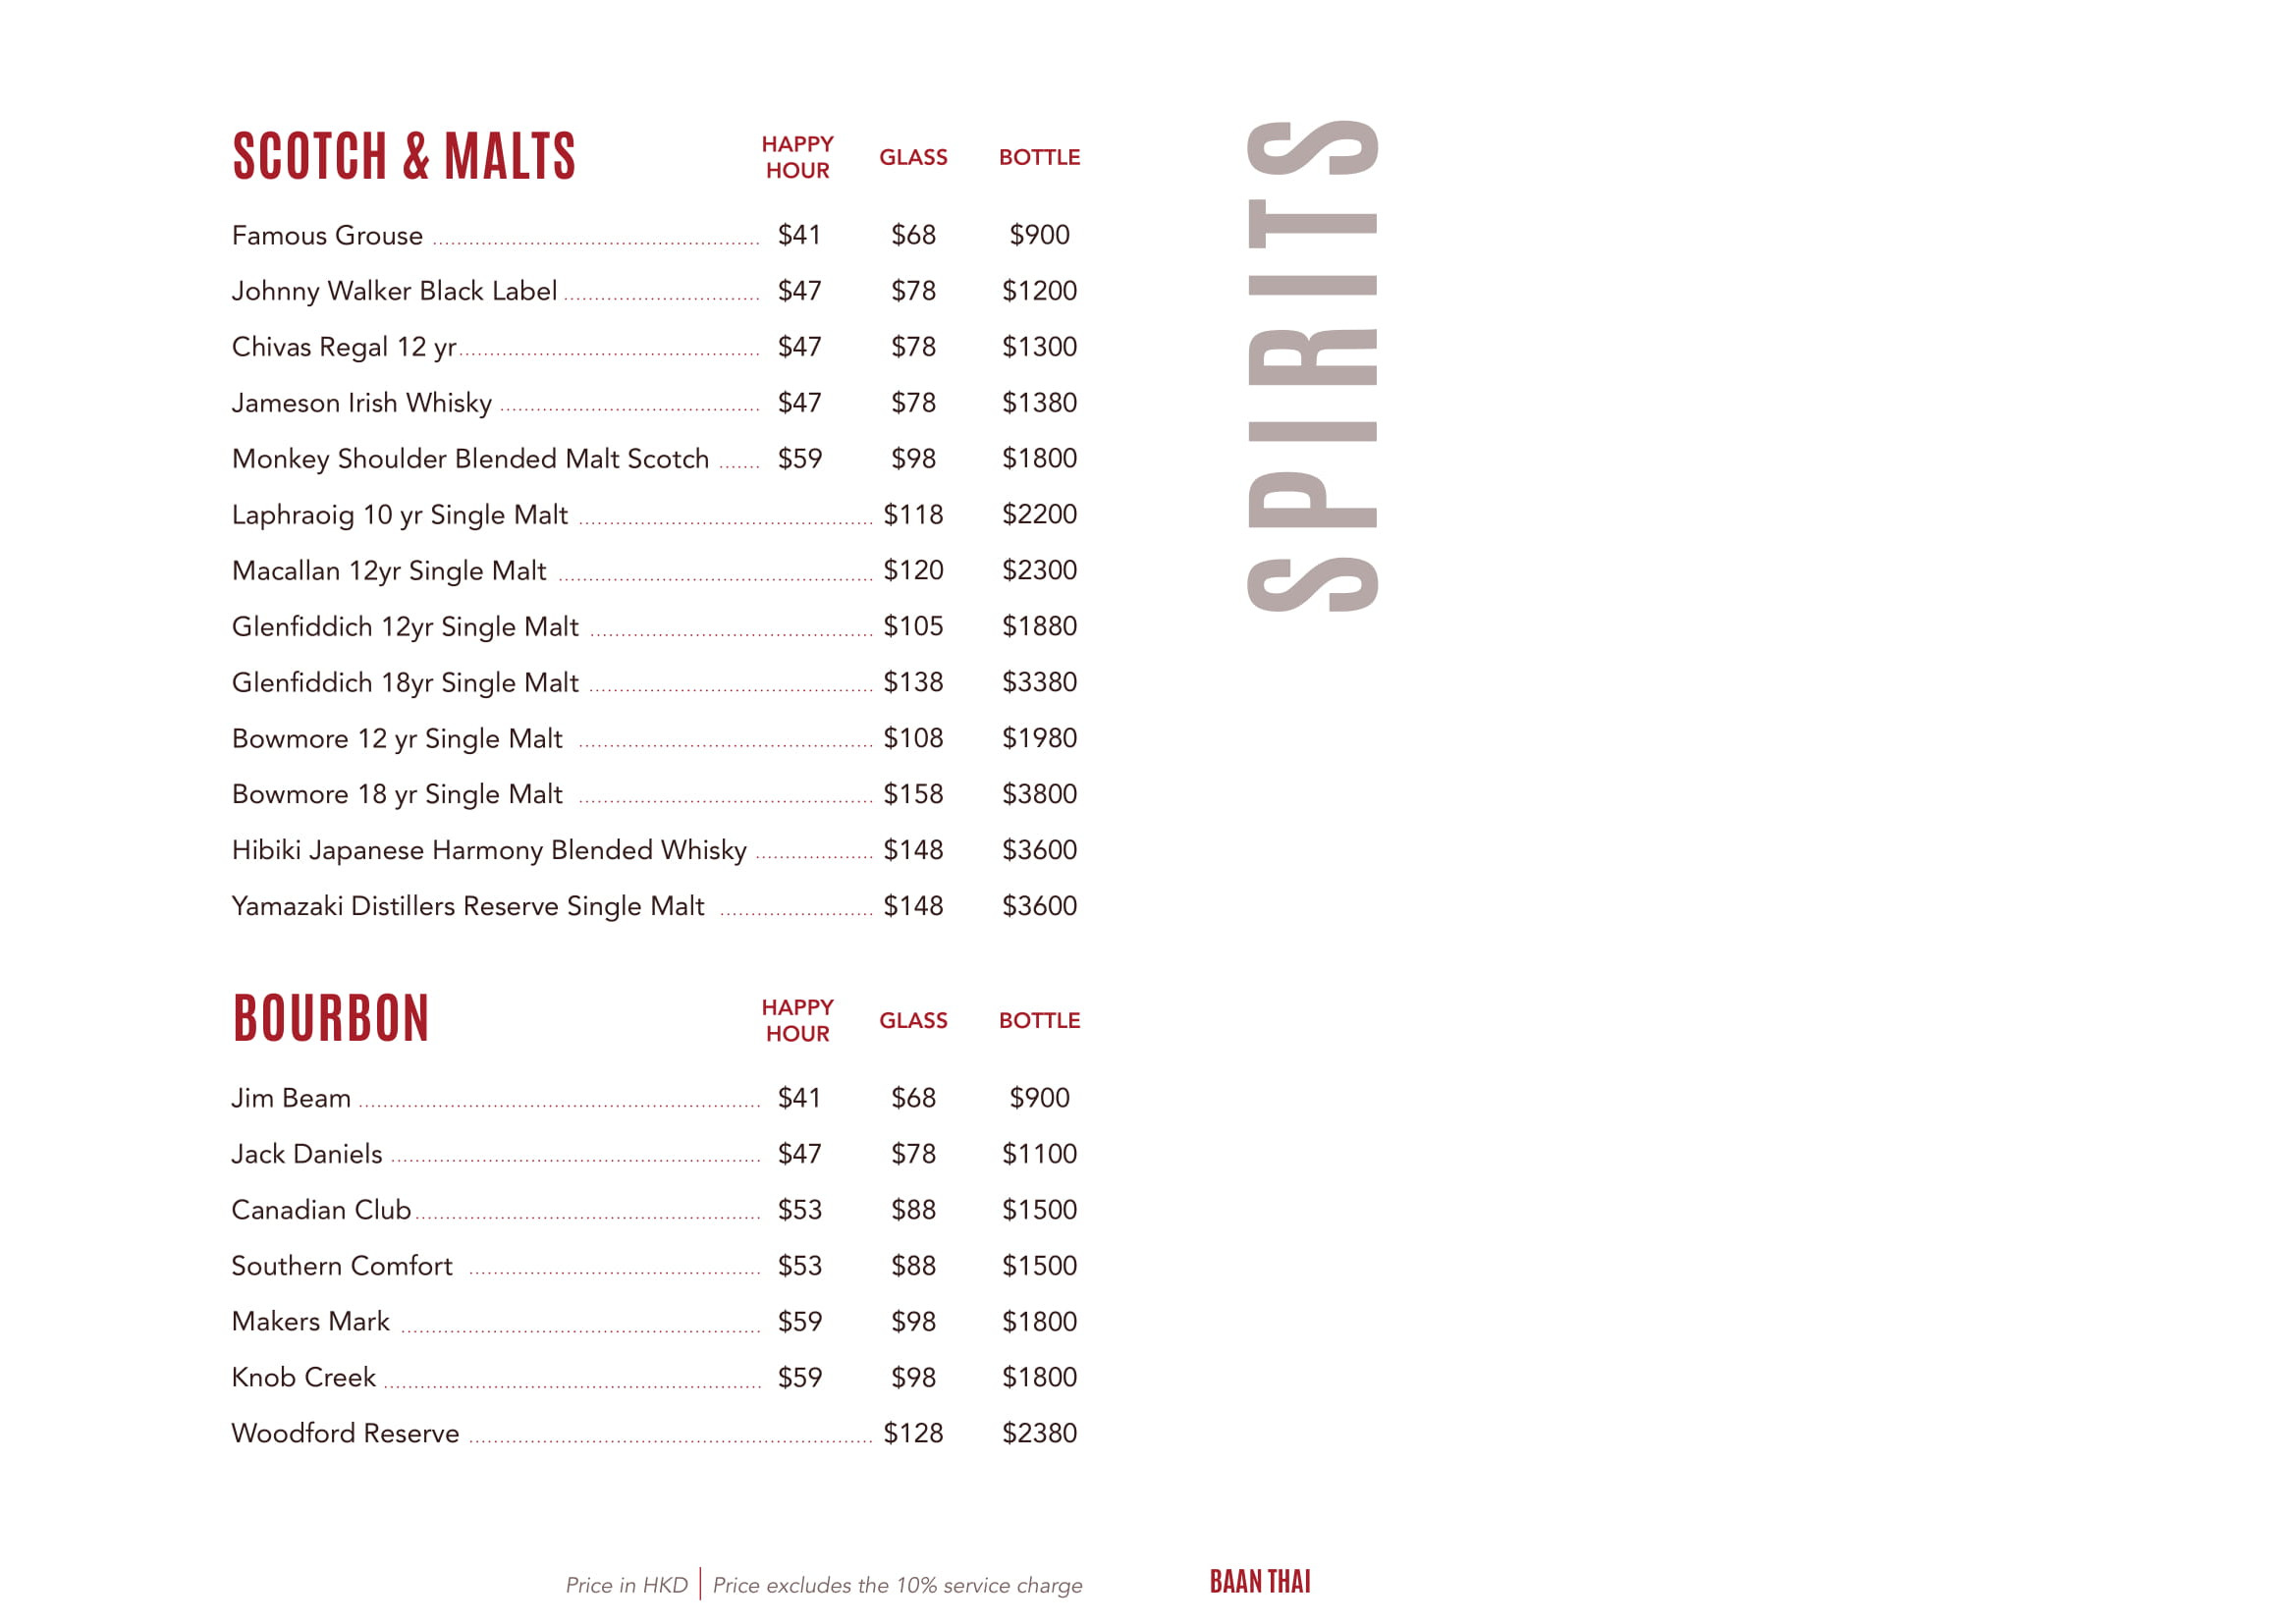 SCOTCH & MALTS HAPPY HOUR GLASS BOTTLE
Famous Grouse $41 $68 $900
Johnny Walker Black Label $47 $78 $1200
Chivas Regal 12 yr $47 $78 $1300
Jameson Irish Whisky $47 $78 $1380
Monkey Shoulder Blended Malt Scotch $59 $98 $1800
Laphraoig 10 yr Single Malt $118 $2200
Macallan 12yr Single Malt $120 $2300
Glenfiddich 12yr Single Malt $105 $1880
Glenfiddich 18yr Single Malt $138 $3380
Bowmore 12 yr Single Malt $108 $1980
Bowmore 18 yr Single Malt $158 $3800
Hibiki Japanese Harmony Blended Whisky $148 $3600
Yamazaki Distillers Reserve Single Malt $148 $3600
BOURBON HAPPY HOUR GLASS BOTTLE
Jim Beam $41 $68 $900
Jack Daniels $47 $78 $1100
Canadian Club $53 $88 $1500
Southern Comfort $53 $88 $1500
Makers Mark $59 $98 $1800
Knob Creek $59 $98 $1800
Woodford Reserve $128 $2380
Price in HKD | Price excludes the 10% service charge
SPIRITS
BAAN THAI